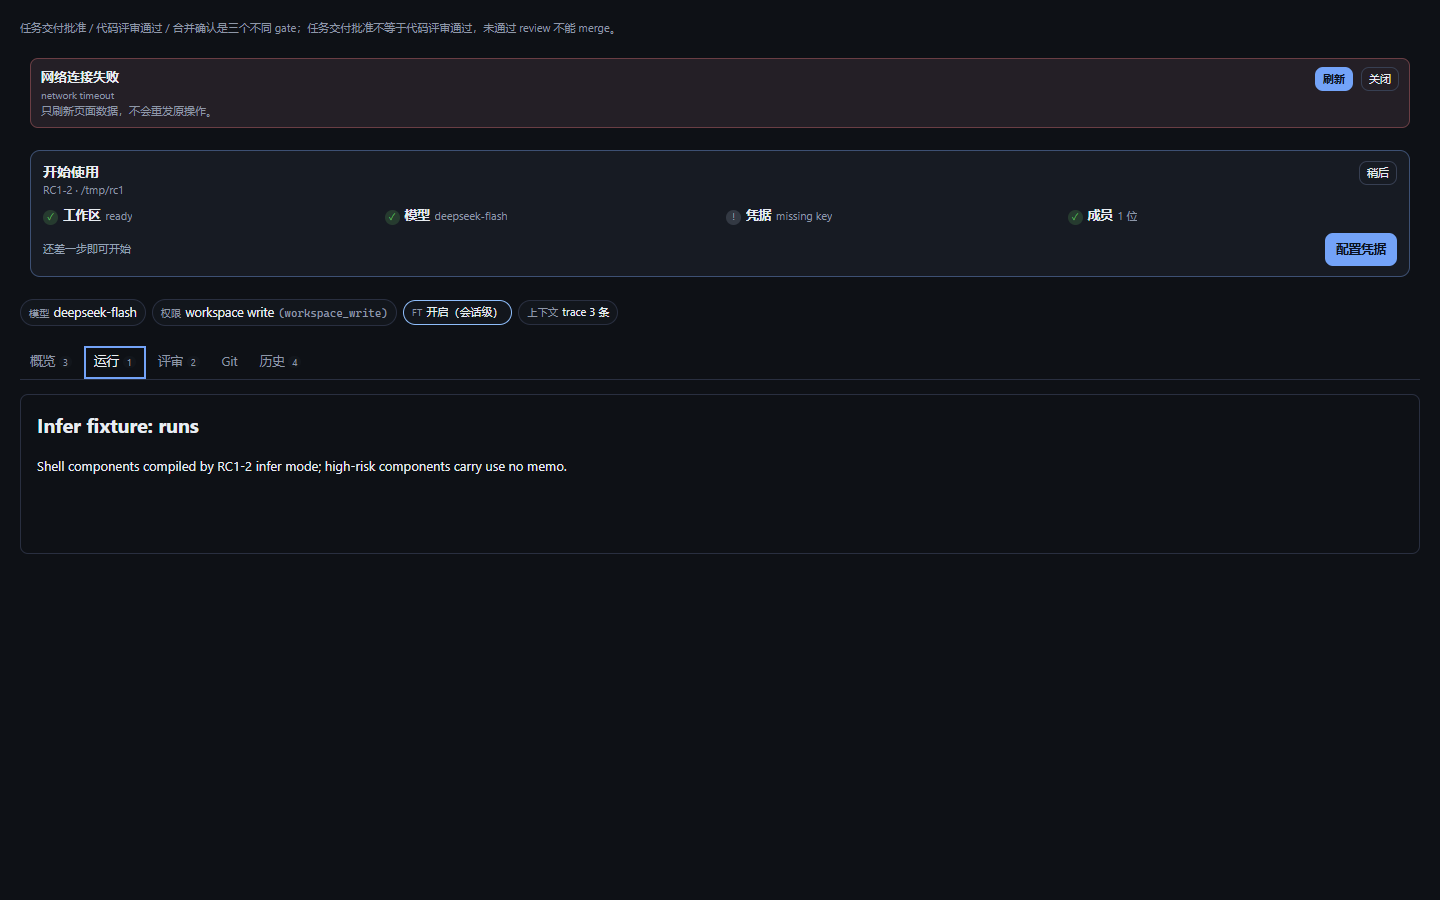 任务交付批准 / 代码评审通过 / 合并确认是三个不同 gate；任务交付批准不等于代码评审通过，未通过 review 不能 merge。
网络连接失败
刷新 关闭
network timeout
只刷新页面数据，不会重发原操作。
开始使用
稍后
RC1-2 · /tmp/rc1
✓ 工作区 ready ✓ 模型 deepseek-flash ! 凭据 missing key ✓ 成员 1 位
还差一步即可开始
配置凭据
模型 deepseek-flash 权限 workspace write (workspace_write) FT 开启（会话级） 上下文 trace 3 条
概览 3 运行 1 评审 2 Git 历史 4
Infer fixture: runs
Shell components compiled by RC1-2 infer mode; high-risk components carry use no memo.